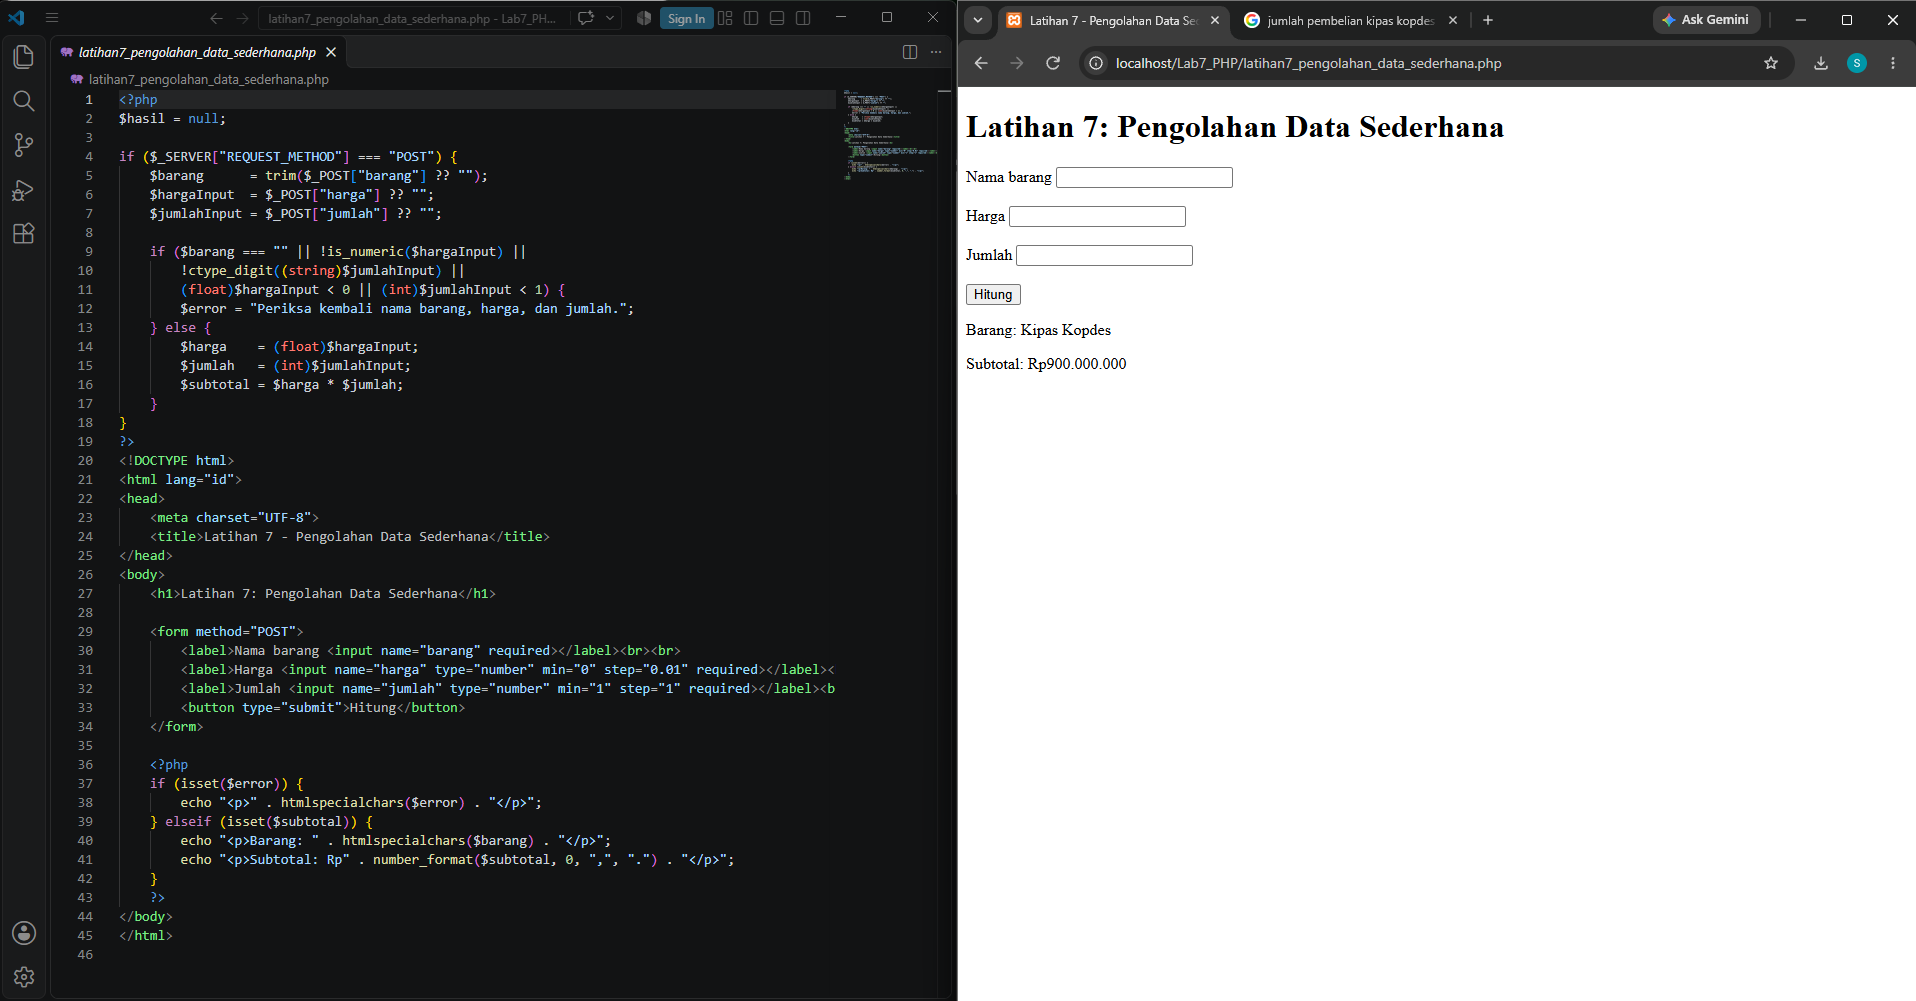 latihan7_pengolahan_data_sederhana.php - Lab7_PH...
Sign In
latihan7_pengolahan_data_sederhana.php
latihan7_pengolahan_data_sederhana.php
1 <?php
2 $hasil = null;
3
4 if ($_SERVER["REQUEST_METHOD"] === "POST") {
5     $barang      = trim($_POST["barang"] ?? "");
6     $hargaInput  = $_POST["harga"] ?? "";
7     $jumlahInput = $_POST["jumlah"] ?? "";
8
9     if ($barang === "" || !is_numeric($hargaInput) ||
10         !ctype_digit((string)$jumlahInput) ||
11         (float)$hargaInput < 0 || (int)$jumlahInput < 1) {
12         $error = "Periksa kembali nama barang, harga, dan jumlah.";
13     } else {
14         $harga    = (float)$hargaInput;
15         $jumlah   = (int)$jumlahInput;
16         $subtotal = $harga * $jumlah;
17     }
18 }
19 ?>
20 <!DOCTYPE html>
21 <html lang="id">
22 <head>
23     <meta charset="UTF-8">
24     <title>Latihan 7 - Pengolahan Data Sederhana</title>
25 </head>
26 <body>
27     <h1>Latihan 7: Pengolahan Data Sederhana</h1>
28
29     <form method="POST">
30         <label>Nama barang <input name="barang" required></label><br><br>
31         <label>Harga <input name="harga" type="number" min="0" step="0.01" required></label><
32         <label>Jumlah <input name="jumlah" type="number" min="1" step="1" required></label><b
33         <button type="submit">Hitung</button>
34     </form>
35
36     <?php
37     if (isset($error)) {
38         echo "<p>" . htmlspecialchars($error) . "</p>";
39     } elseif (isset($subtotal)) {
40         echo "<p>Barang: " . htmlspecialchars($barang) . "</p>";
41         echo "<p>Subtotal: Rp" . number_format($subtotal, 0, ",", ".") . "</p>";
42     }
43     ?>
44 </body>
45 </html>
46
Latihan 7 - Pengolahan Data Se
jumlah pembelian kipas kopdes
Ask Gemini
localhost/Lab7_PHP/latihan7_pengolahan_data_sederhana.php
S
Latihan 7: Pengolahan Data Sederhana
Nama barang
Harga
Jumlah
Hitung
Barang: Kipas Kopdes
Subtotal: Rp900.000.000